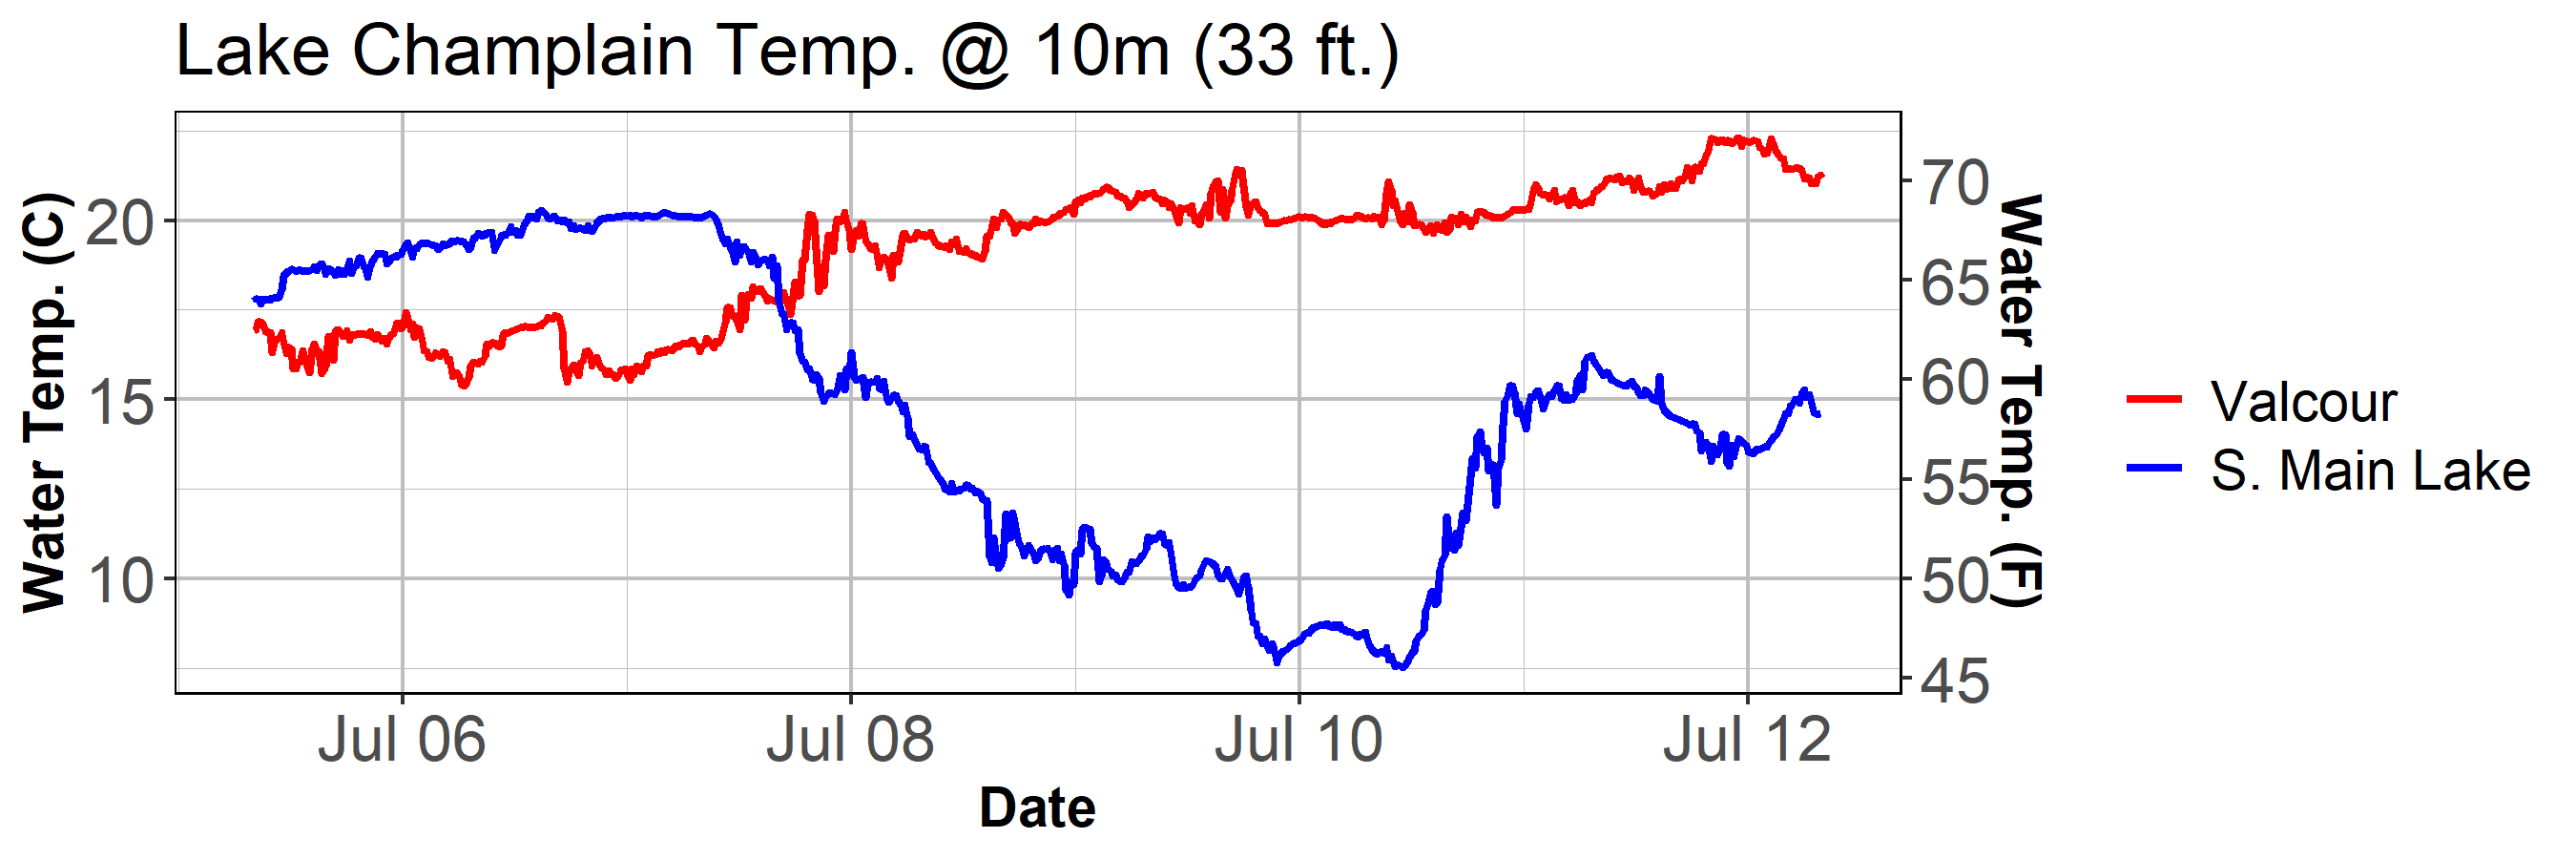 Lake Champlain Temp. @ 10m (33 ft.)
Water Temp. (C)
20
15
10
70
65
60
55
50
45
Water Temp. (F)
Jul 06
Jul 08
Jul 10
Jul 12
Date
Valcour
S. Main Lake